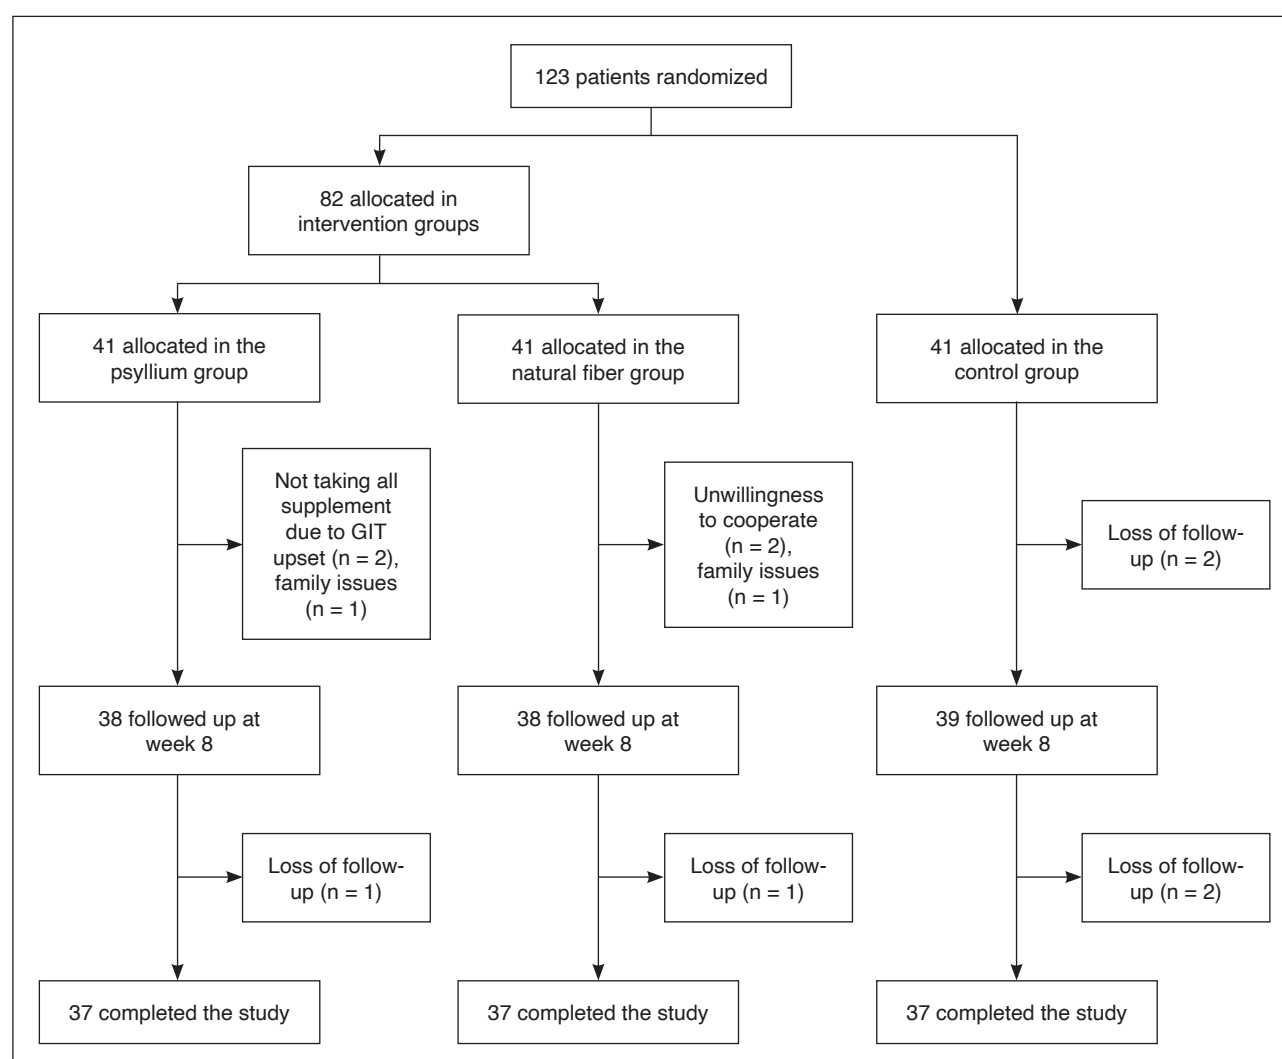 123 patients randomized
82 allocated in
intervention groups
41 allocated in the
psyllium group
41 allocated in the
natural fiber group
41 allocated in the
control group
Not taking all
supplement
due to GIT
upset (n = 2),
family issues
(n = 1)
Unwillingness
to cooperate
(n = 2),
family issues
(n = 1)
Loss of follow-
up (n = 2)
38 followed up at
week 8
38 followed up at
week 8
39 followed up at
week 8
Loss of follow-
up (n = 1)
Loss of follow-
up (n = 1)
Loss of follow-
up (n = 2)
37 completed the study
37 completed the study
37 completed the study